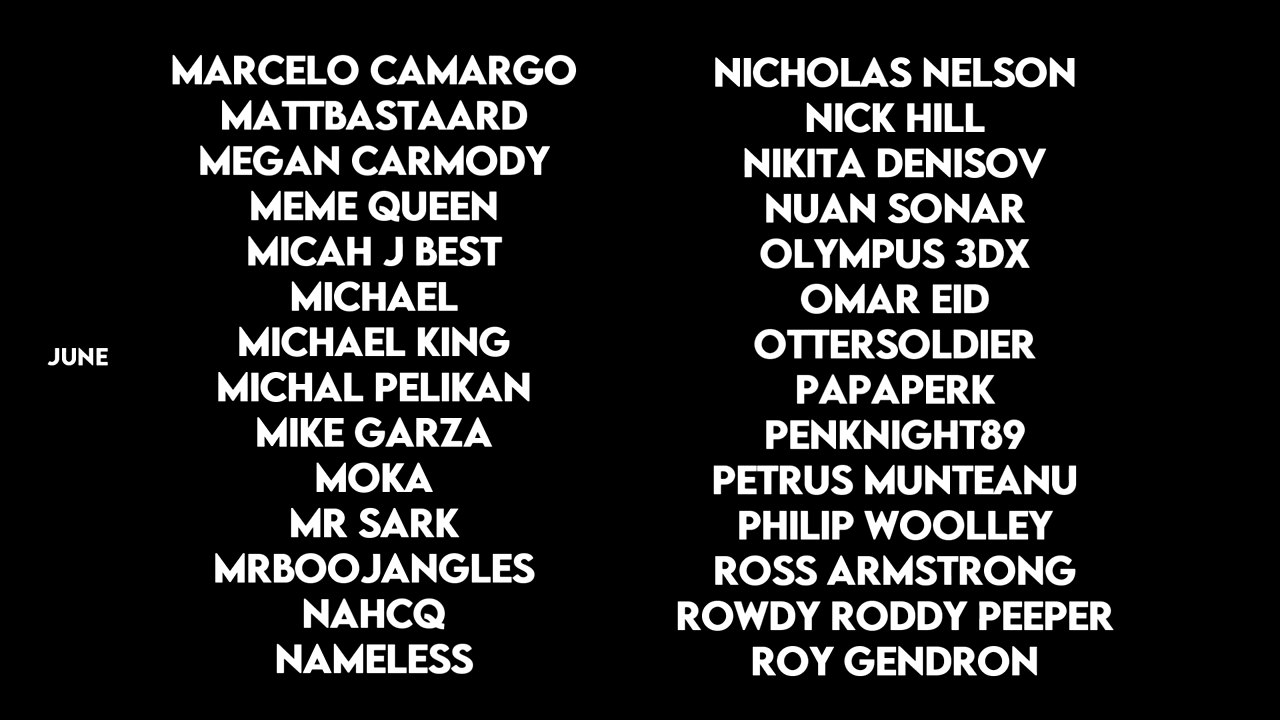 JUNE
MARCELO CAMARGO
MATTBASTAARD
MEGAN CARMODY
MEME QUEEN
MICAH J BEST
MICHAEL
MICHAEL KING
MICHAL PELIKAN
MIKE GARZA
MOKA
MR SARK
MRBOOJANGLES
NAHCQ
NAMELESS
NICHOLAS NELSON
NICK HILL
NIKITA DENISOV
NUAN SONAR
OLYMPUS 3DX
OMAR EID
OTTERSOLDIER
PAPAPERK
PENKNIGHT89
PETRUS MUNTEANU
PHILIP WOOLLEY
ROSS ARMSTRONG
ROWDY RODDY PEEPER
ROY GENDRON